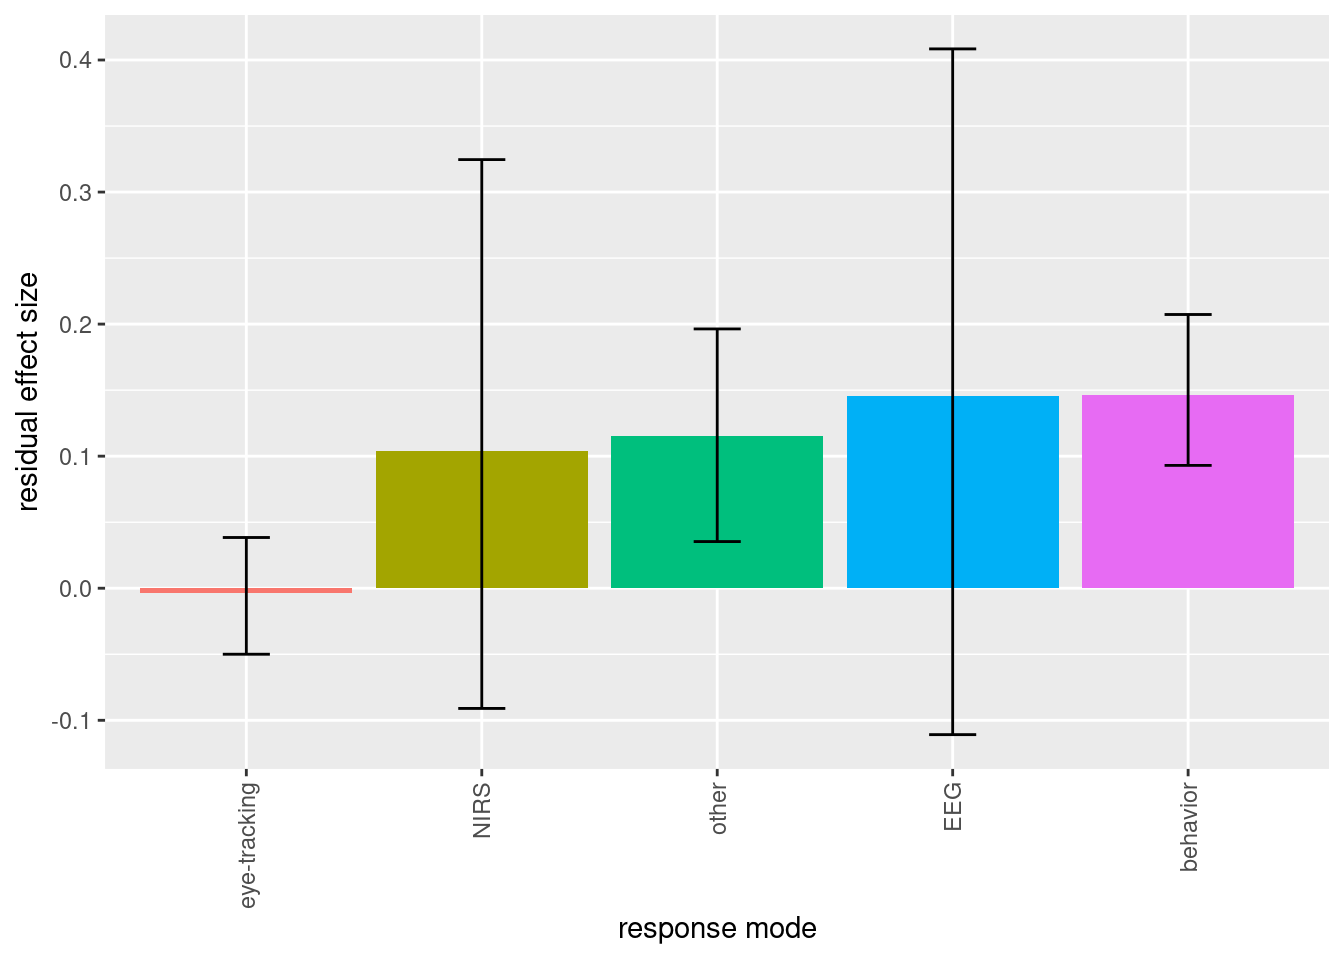 residual effect size
0.4
0.3
0.2
0.1
0.0
-0.1
eye-tracking
NIRS
other
EEG
behavior
response mode